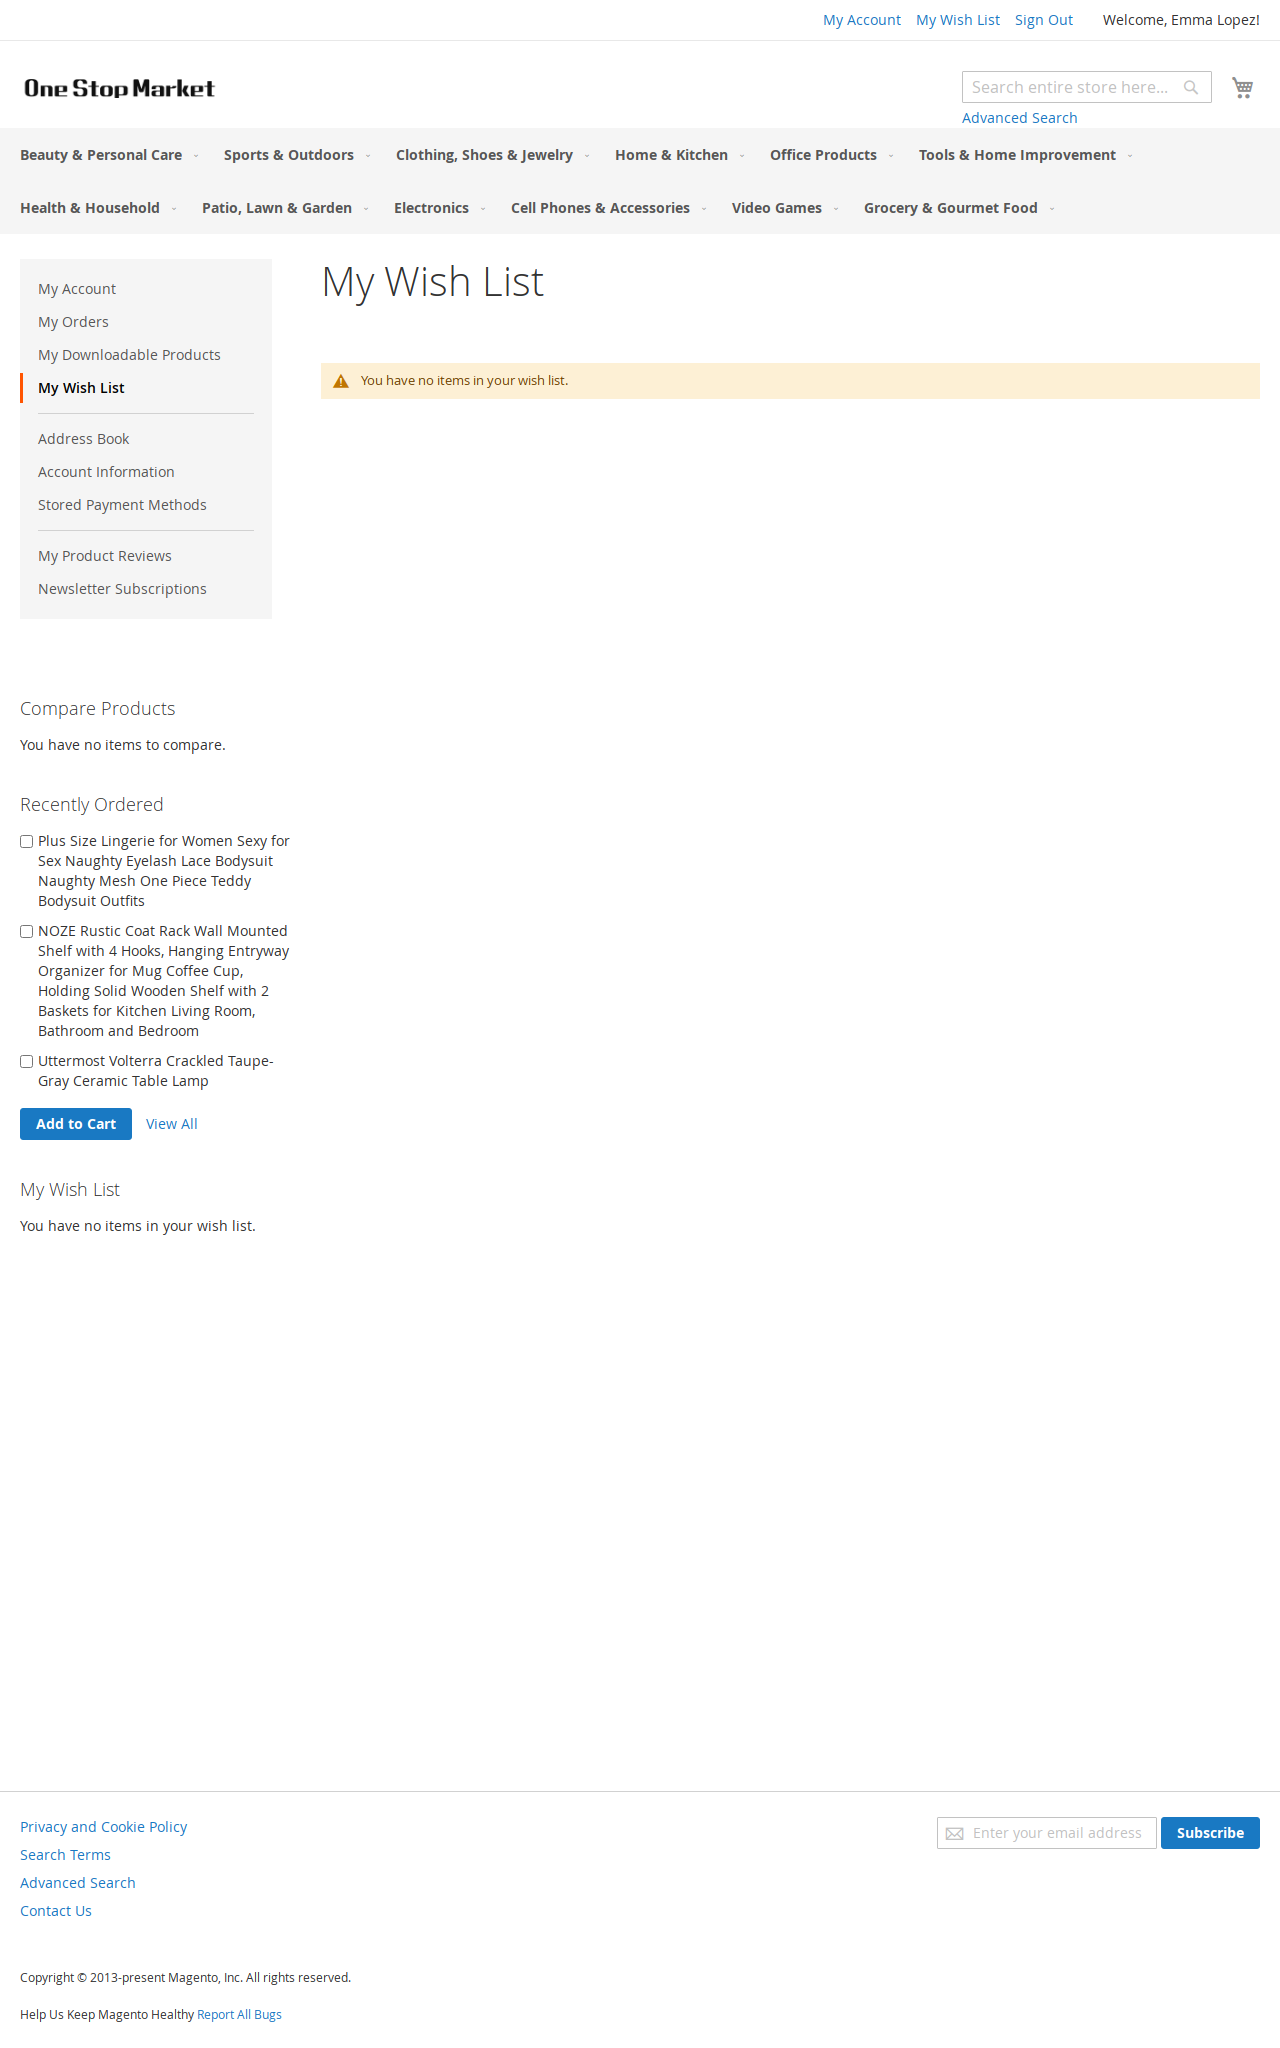 My Account My Wish List Sign Out Welcome, Emma Lopez!
One Stop Market
Search entire store here...
Advanced Search
Beauty & Personal Care Sports & Outdoors Clothing, Shoes & Jewelry Home & Kitchen Office Products Tools & Home Improvement
Health & Household Patio, Lawn & Garden Electronics Cell Phones & Accessories Video Games Grocery & Gourmet Food
My Account
My Orders
My Downloadable Products
My Wish List
Address Book
Account Information
Stored Payment Methods
My Product Reviews
Newsletter Subscriptions
My Wish List
You have no items in your wish list.
Compare Products
You have no items to compare.
Recently Ordered
Plus Size Lingerie for Women Sexy for
Sex Naughty Eyelash Lace Bodysuit
Naughty Mesh One Piece Teddy
Bodysuit Outfits
NOZE Rustic Coat Rack Wall Mounted
Shelf with 4 Hooks, Hanging Entryway
Organizer for Mug Coffee Cup,
Holding Solid Wooden Shelf with 2
Baskets for Kitchen Living Room,
Bathroom and Bedroom
Uttermost Volterra Crackled Taupe-
Gray Ceramic Table Lamp
Add to Cart View All
My Wish List
You have no items in your wish list.
Privacy and Cookie Policy
Search Terms
Advanced Search
Contact Us
Enter your email address Subscribe
Copyright © 2013-present Magento, Inc. All rights reserved.
Help Us Keep Magento Healthy Report All Bugs